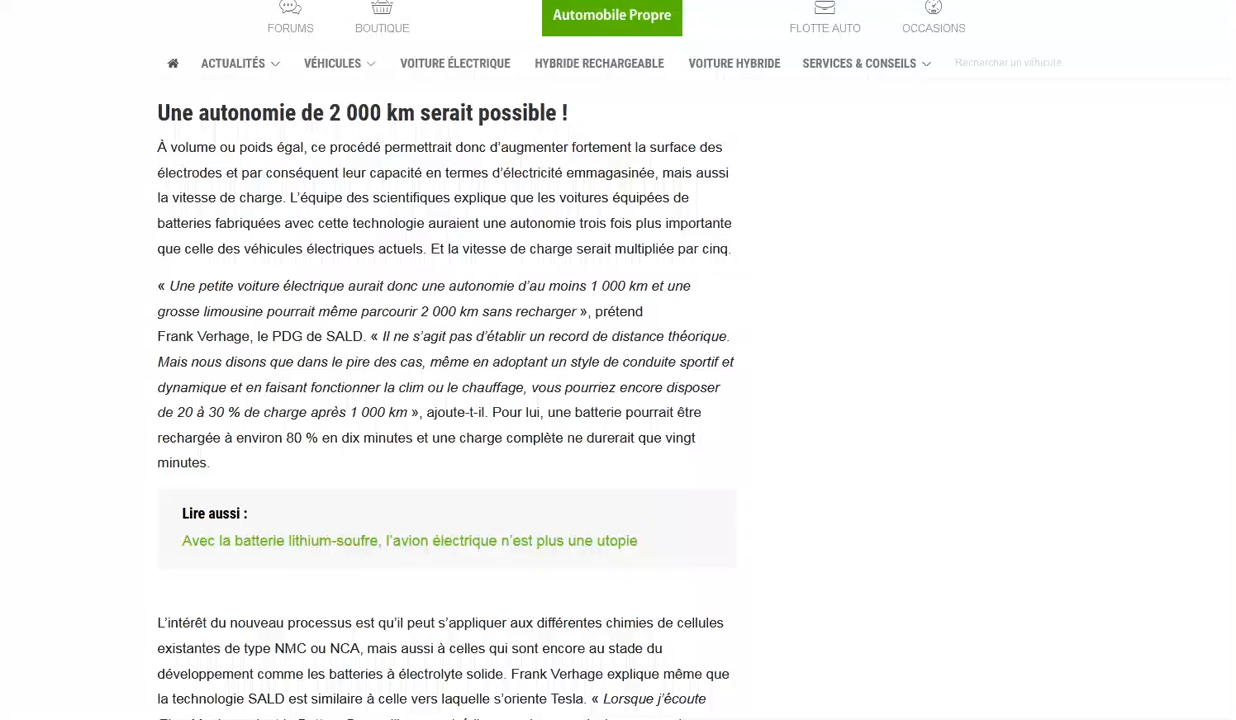 FORUMS
BOUTIQUE
Automobile Propre
FLOTTE AUTO
OCCASIONS
ACTUALITÉS
VÉHICULES
VOITURE ÉLECTRIQUE
HYBRIDE RECHARGEABLE
VOITURE HYBRIDE
SERVICES & CONSEILS
Rechercher un véhicule
Une autonomie de 2 000 km serait possible !
À volume ou poids égal, ce procédé permettrait donc d’augmenter fortement la surface des
électrodes et par conséquent leur capacité en termes d’électricité emmagasinée, mais aussi
la vitesse de charge. L’équipe des scientifiques explique que les voitures équipées de
batteries fabriquées avec cette technologie auraient une autonomie trois fois plus importante
que celle des véhicules électriques actuels. Et la vitesse de charge serait multipliée par cinq.
« Une petite voiture électrique aurait donc une autonomie d’au moins 1 000 km et une
grosse limousine pourrait même parcourir 2 000 km sans recharger », prétend
Frank Verhage, le PDG de SALD. « Il ne s’agit pas d’établir un record de distance théorique.
Mais nous disons que dans le pire des cas, même en adoptant un style de conduite sportif et
dynamique et en faisant fonctionner la clim ou le chauffage, vous pourriez encore disposer
de 20 à 30 % de charge après 1 000 km », ajoute-t-il. Pour lui, une batterie pourrait être
rechargée à environ 80 % en dix minutes et une charge complète ne durerait que vingt
minutes.
Lire aussi :
Avec la batterie lithium-soufre, l’avion électrique n’est plus une utopie
L’intérêt du nouveau processus est qu’il peut s’appliquer aux différentes chimies de cellules
existantes de type NMC ou NCA, mais aussi à celles qui sont encore au stade du
développement comme les batteries à électrolyte solide. Frank Verhage explique même que
la technologie SALD est similaire à celle vers laquelle s’oriente Tesla. « Lorsque j’écoute